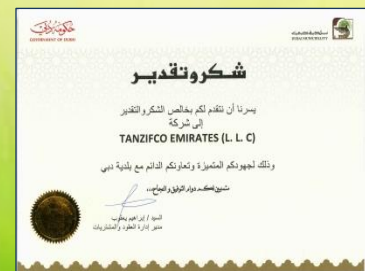 حكومة دبي
GOVERNMENT OF DUBAI
DUBAI MUNICIPALITY
شكر وتقدير
يسرنا أن نتقدم لكم بخالص الشكر والتقدير
إلى شركة
TANZIFCO EMIRATES (L. L. C)
وذلك لجهودكم المتميزة وتعاونكم الدائم مع بلدية دبي
متمنين لكم دوام التوفيق والنجاح،،،
السيد / إبراهيم يعقوب
مدير إدارة العقود والمشتريات